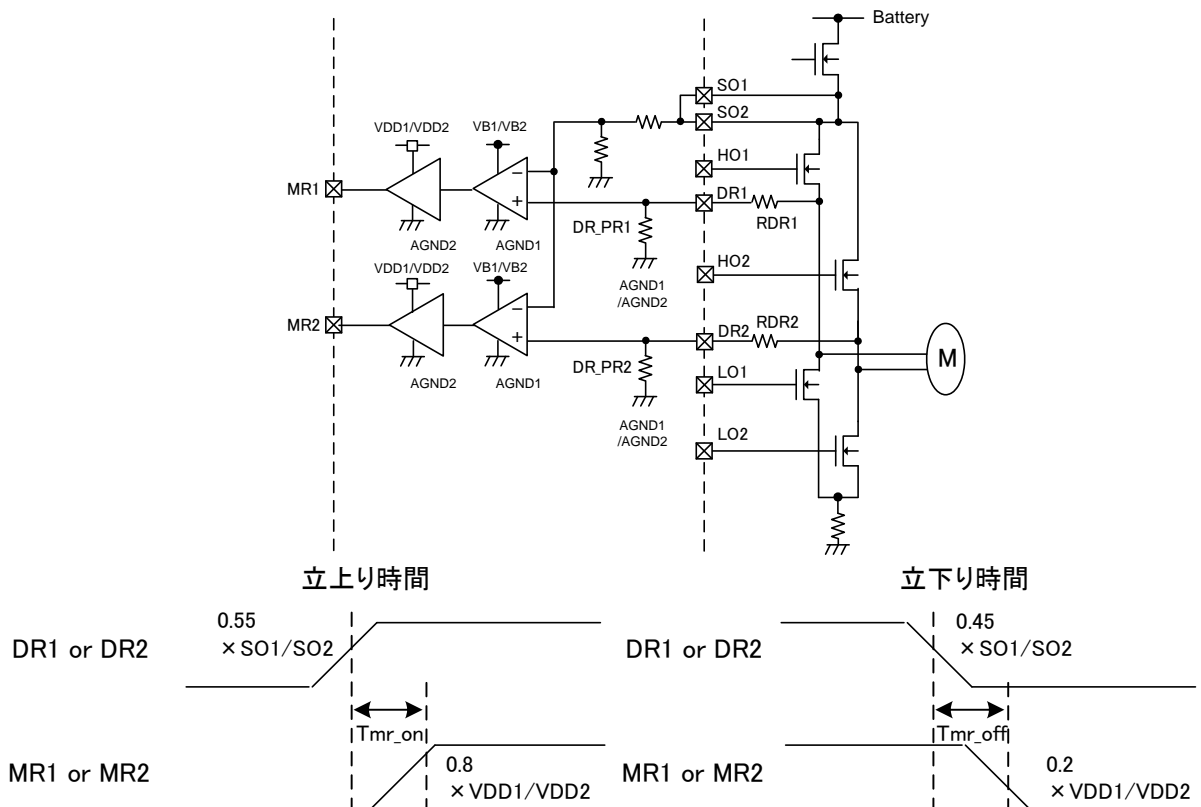 Battery
SO1
SO2
VDD1/VDD2
VB1/VB2
HO1
MR1
DR1
RDR1
DR_PR1
AGND2
AGND1
VDD1/VDD2
VB1/VB2
AGND1
/AGND2
HO2
MR2
DR2
RDR2
M
DR_PR2
AGND2
AGND1
LO1
AGND1
/AGND2
LO2
立上り時間
DR1 or DR2
0.55
×SO1/SO2
Tmr_on
MR1 or MR2
0.8
×VDD1/VDD2
立下り時間
DR1 or DR2
0.45
×SO1/SO2
Tmr_off
MR1 or MR2
0.2
×VDD1/VDD2